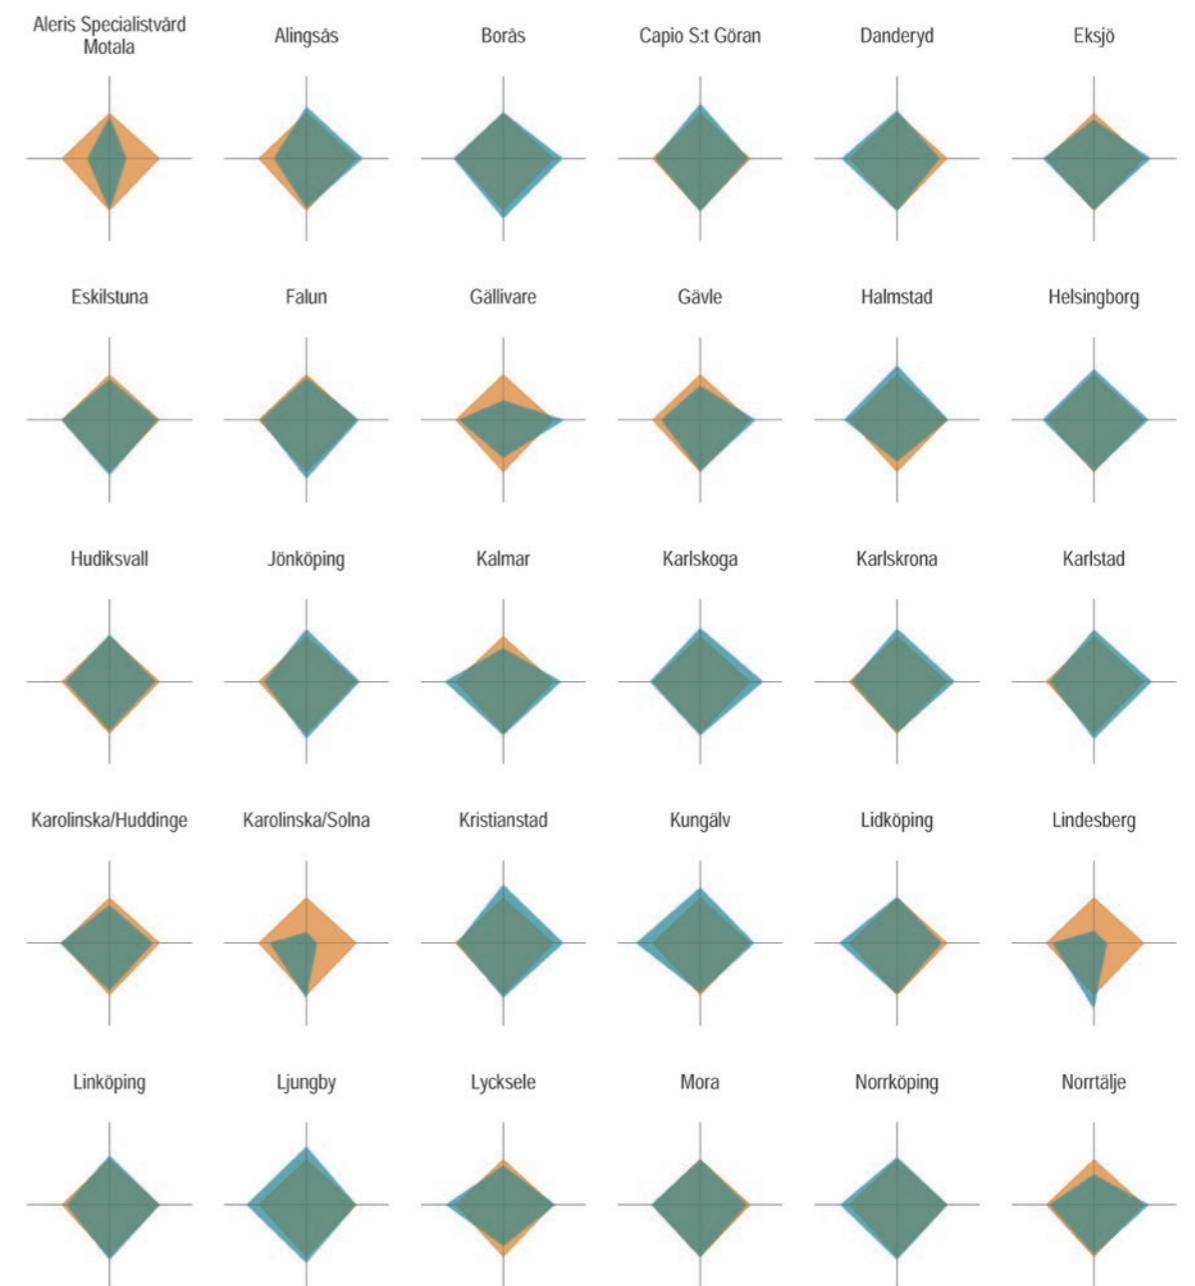 Aleris Specialistvård
Motala
Alingsås
Borås
Capio S:t Göran
Danderyd
Eksjö
Eskilstuna
Falun
Gällivare
Gävle
Halmstad
Helsingborg
Hudiksvall
Jönköping
Kalmar
Karlskoga
Karlskrona
Karlstad
Karolinska/Huddinge
Karolinska/Solna
Kristianstad
Kungälv
Lidköping
Lindesberg
Linköping
Ljungby
Lycksele
Mora
Norrköping
Norrtälje